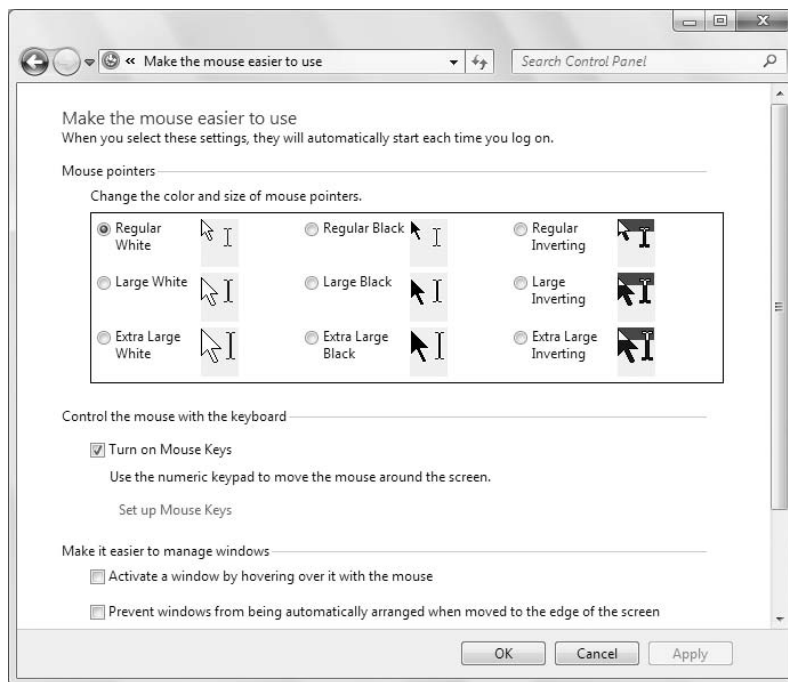 « Make the mouse easier to use
Search Control Panel
Make the mouse easier to use
When you select these settings, they will automatically start each time you log on.
Mouse pointers
Change the color and size of mouse pointers.
Regular White
Regular Black
Regular Inverting
Large White
Large Black
Large Inverting
Extra Large White
Extra Large Black
Extra Large Inverting
Control the mouse with the keyboard
Turn on Mouse Keys
Use the numeric keypad to move the mouse around the screen.
Set up Mouse Keys
Make it easier to manage windows
Activate a window by hovering over it with the mouse
Prevent windows from being automatically arranged when moved to the edge of the screen
OK Cancel Apply